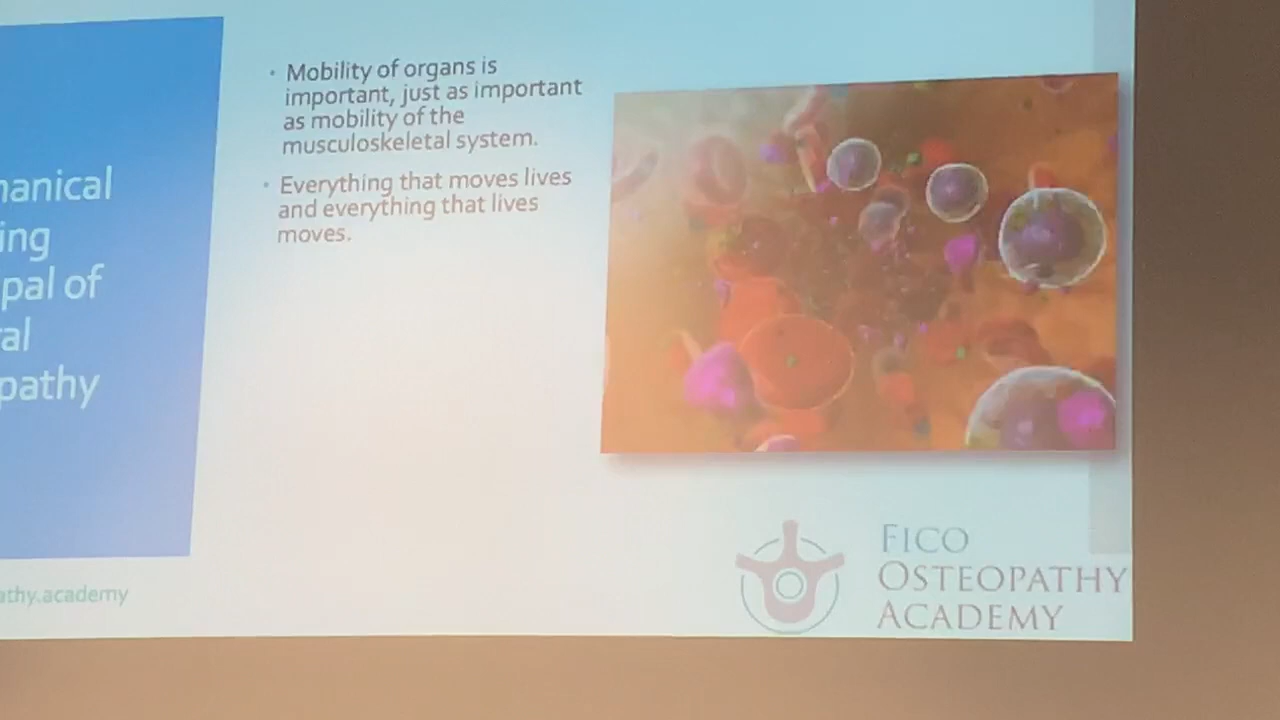 hanical
ing
pal of
al
pathy
athy.academy
• Mobility of organs is
important, just as important
as mobility of the
musculoskeletal system.
• Everything that moves lives
and everything that lives
moves.
FICO
OSTEOPATHY
ACADEMY